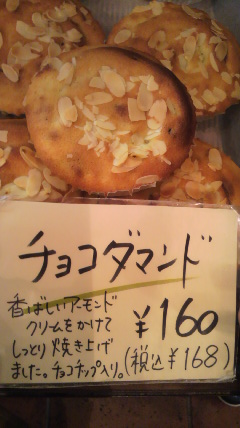 チョコダマンド
香ばしいアーモンド
クリームをかけて
しっとり焼き上げ
ました。チョコチップ入り。
¥160
(税込¥168)